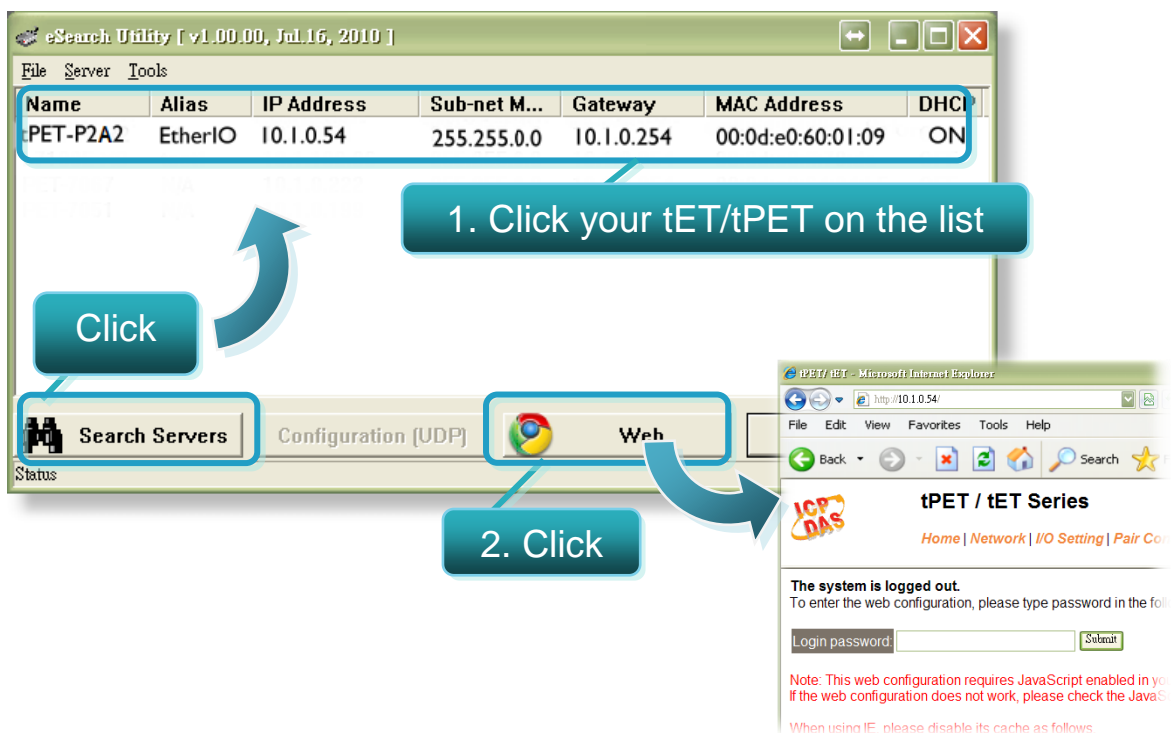 eSearch Utility [ v1.00.00, Jul.16, 2010 ]
File Server Tools
Name Alias IP Address Sub-net M... Gateway MAC Address DHCP
tPET-P2A2 EtherIO 10.1.0.54 255.255.0.0 10.1.0.254 00:0d:e0:60:01:09 ON
1. Click your tET/tPET on the list
Click
Search Servers Configuration (UDP) Web
Status
2. Click
tPET/ tET - Microsoft Internet Explorer
http://10.1.0.54/
File Edit View Favorites Tools Help
Back Search
ICP DAS
tPET / tET Series
Home | Network | I/O Setting | Pair
The system is logged out.
To enter the web configuration, please type password in the
Login password: Submit
Note: This web configuration requires JavaScript enabled in
If the web configuration does not work, please check the
When using IE, please disable its cache as follows